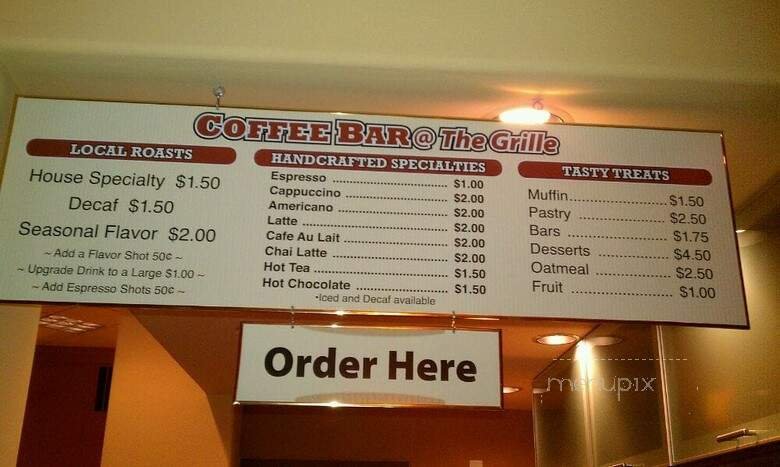 COFFEE BAR @ The Grille
LOCAL ROASTS
House Specialty $1.50
Decaf $1.50
Seasonal Flavor $2.00
~ Add a Flavor Shot 50¢ ~
~ Upgrade Drink to a Large $1.00 ~
~ Add Espresso Shots 50¢ ~
HANDCRAFTED SPECIALTIES
Espresso ................................ $1.00
Cappuccino ............................ $2.00
Americano ............................. $2.00
Latte ..................................... $2.00
Cafe Au Lait ........................... $2.00
Chai Latte .............................. $2.00
Hot Tea .................................. $1.50
Hot Chocolate ........................ $1.50
•Iced and Decaf available
TASTY TREATS
Muffin......................... $1.50
Pastry ........................ $2.50
Bars .......................... $1.75
Desserts .................... $4.50
Oatmeal .................... $2.50
Fruit .......................... $1.00
Order Here
menupix